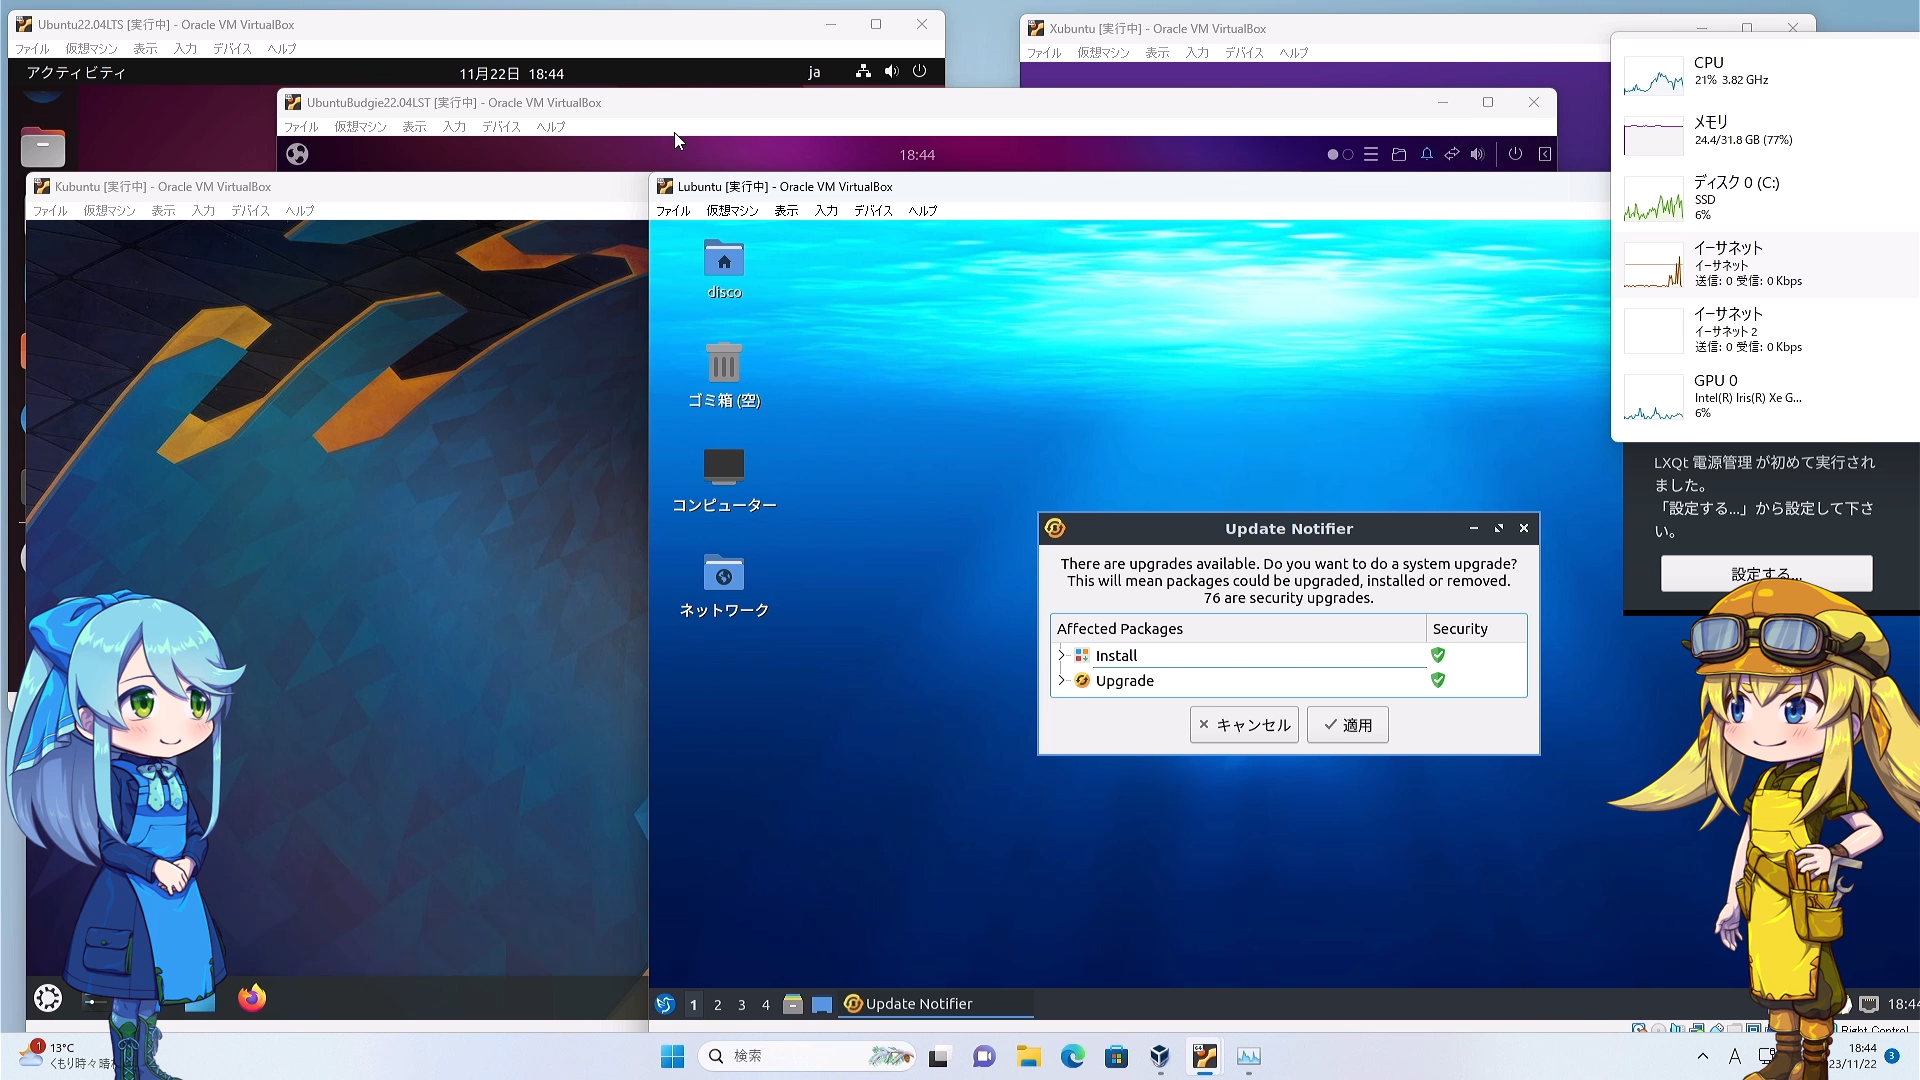 Ubuntu22.04LTS [実行中] - Oracle VM VirtualBox
ファイル 仮想マシン 表示 入力 デバイス ヘルプ
アクティビティ 11月22日 18:44 ja
Xubuntu [実行中] - Oracle VM VirtualBox
ファイル 仮想マシン 表示 入力 デバイス ヘルプ
UbuntuBudgie22.04LST [実行中] - Oracle VM VirtualBox
ファイル 仮想マシン 表示 入力 デバイス ヘルプ
18:44
Kubuntu [実行中] - Oracle VM VirtualBox
ファイル 仮想マシン 表示 入力 デバイス ヘルプ
Lubuntu [実行中] - Oracle VM VirtualBox
ファイル 仮想マシン 表示 入力 デバイス ヘルプ
disco
ゴミ箱 (空)
コンピューター
ネットワーク
CPU
21% 3.82 GHz
メモリ
24.4/31.8 GB (77%)
ディスク 0 (C:)
SSD
6%
イーサネット
イーサネット
送信: 0 受信: 0 Kbps
イーサネット
イーサネット 2
送信: 0 受信: 0 Kbps
GPU 0
Intel(R) Iris(R) Xe G...
6%
LXQt 電源管理 が初めて実行され
ました。
「設定する...」から設定して下さ
い。
設定する...
Update Notifier
There are upgrades available. Do you want to do a system upgrade?
This will mean packages could be upgraded, installed or removed.
76 are security upgrades.
Affected Packages Security
Install
Upgrade
キャンセル 適用
1 2 3 4 Update Notifier 18:44
Right Control
1 13°C
くもり時々晴れ
検索
A
18:44
23/11/22
3